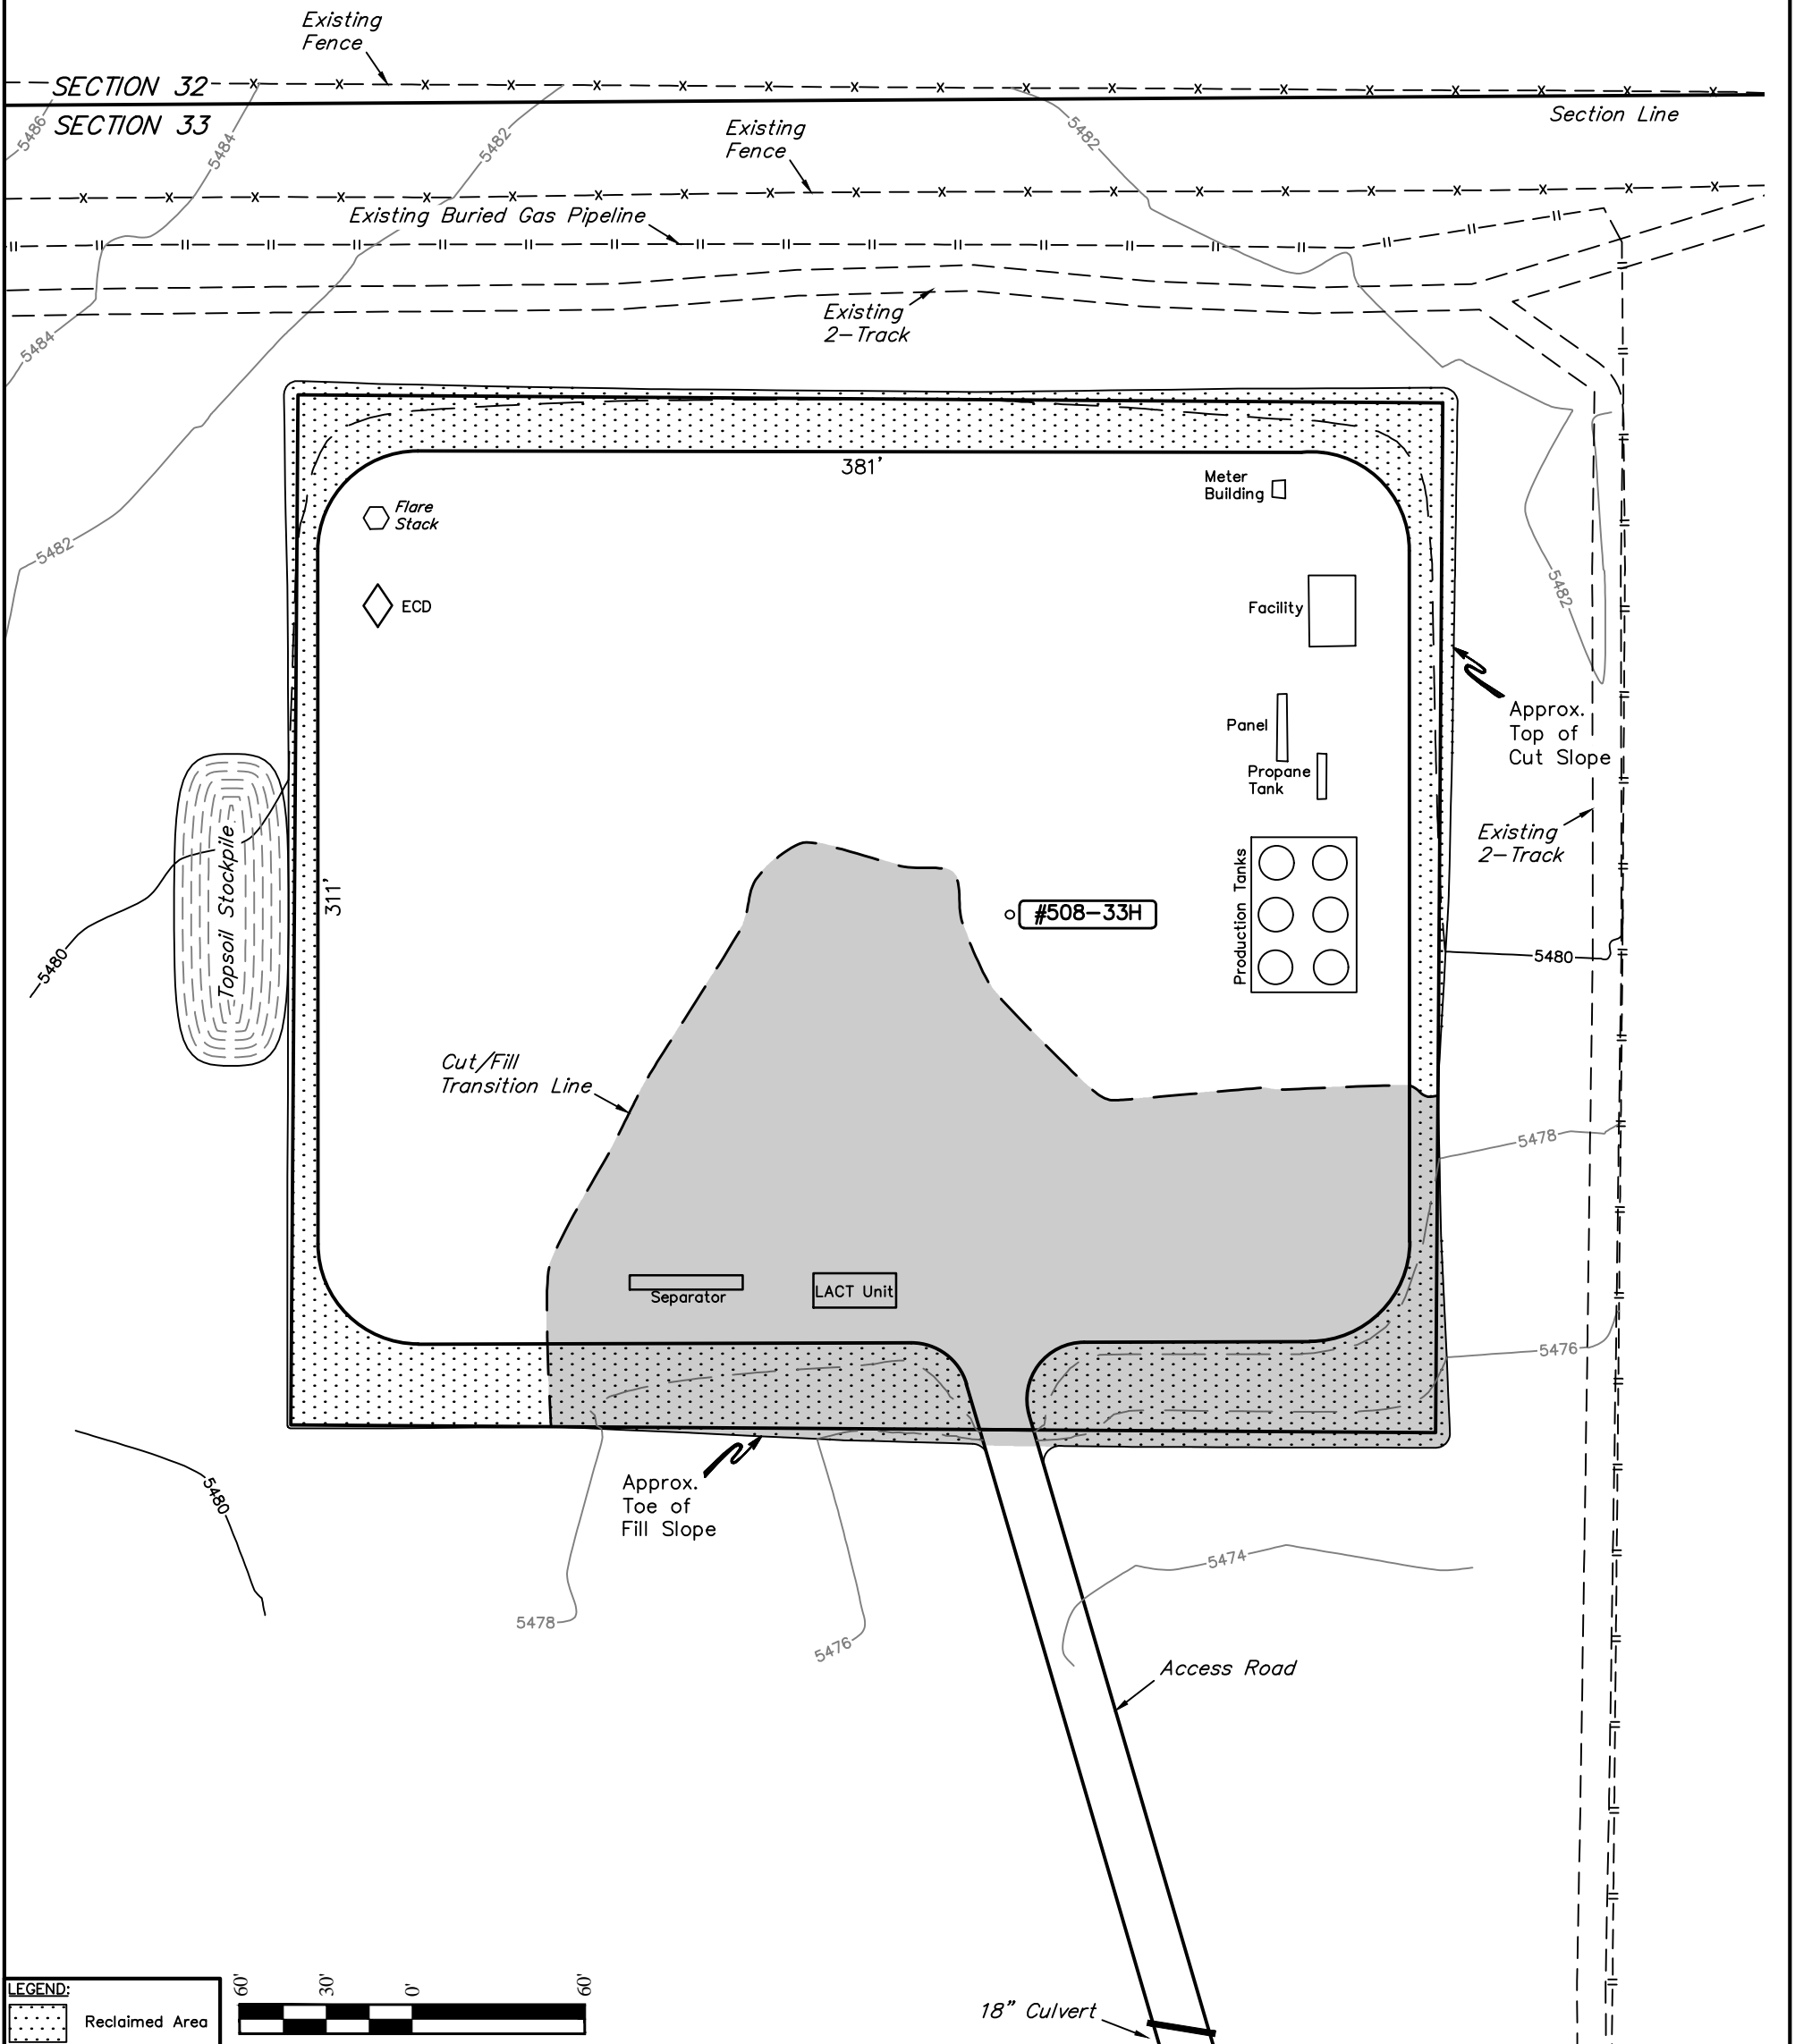 Existing
Fence
SECTION 32
SECTION 33
Section Line
5486
5484
5482
5482
Existing
Fence
Existing Buried Gas Pipeline
Existing
2-Track
5484
381'
Meter
Building
Flare
Stack
5482
ECD
Facility
5482
Approx.
Top of
Cut Slope
Panel
Propane
Tank
Existing
2-Track
Topsoil Stockpile
311'
Production Tanks
#508-33H
5480
5480
Cut/Fill
Transition Line
5478
Separator
LACT Unit
5476
Approx.
Toe of
Fill Slope
5480
5474
5478
5476
Access Road
LEGEND:
Reclaimed Area
60'
30'
0'
60'
18" Culvert